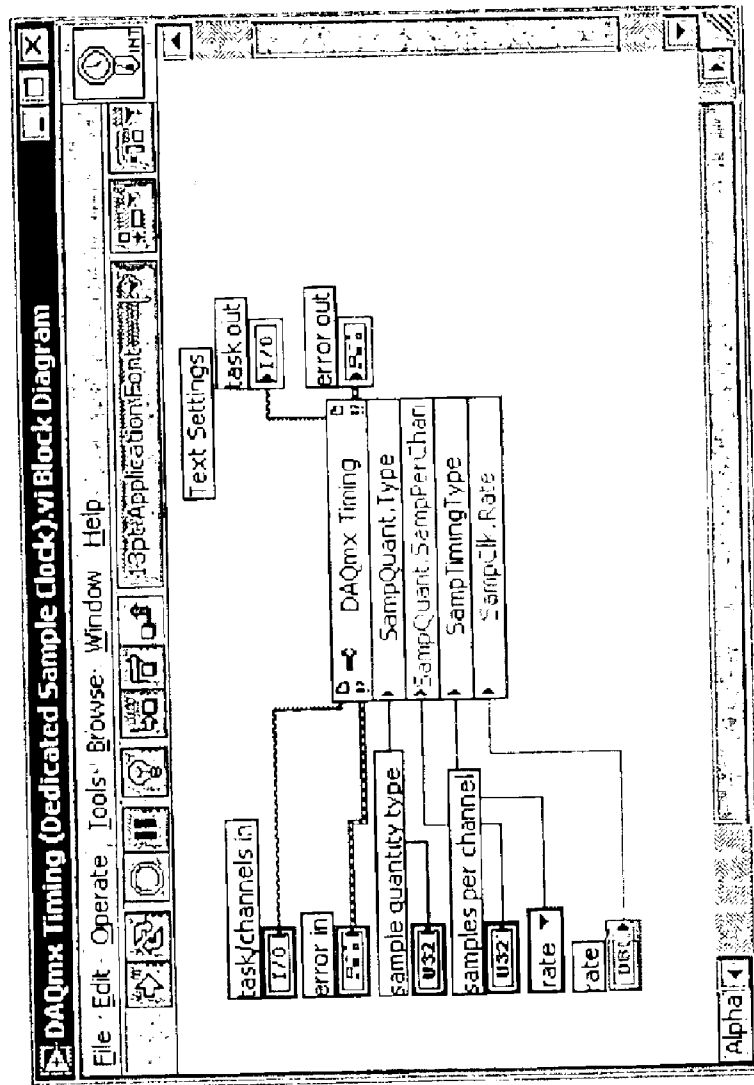 DAQmx Timing (Dedicated Sample Clock).vi Block Diagram
File Edit Operate Tools Browse Window Help
13pt Application Font
INT
Text Settings
task/channels in
I/O
task out
I/O
error in
error out
DAQmx Timing
sample quantity type
U32
SampQuant.Type
samples per channel
U32
SampQuant.SampPerChan
rate
SampTimingType
rate
DBL
SampClk.Rate
Alpha